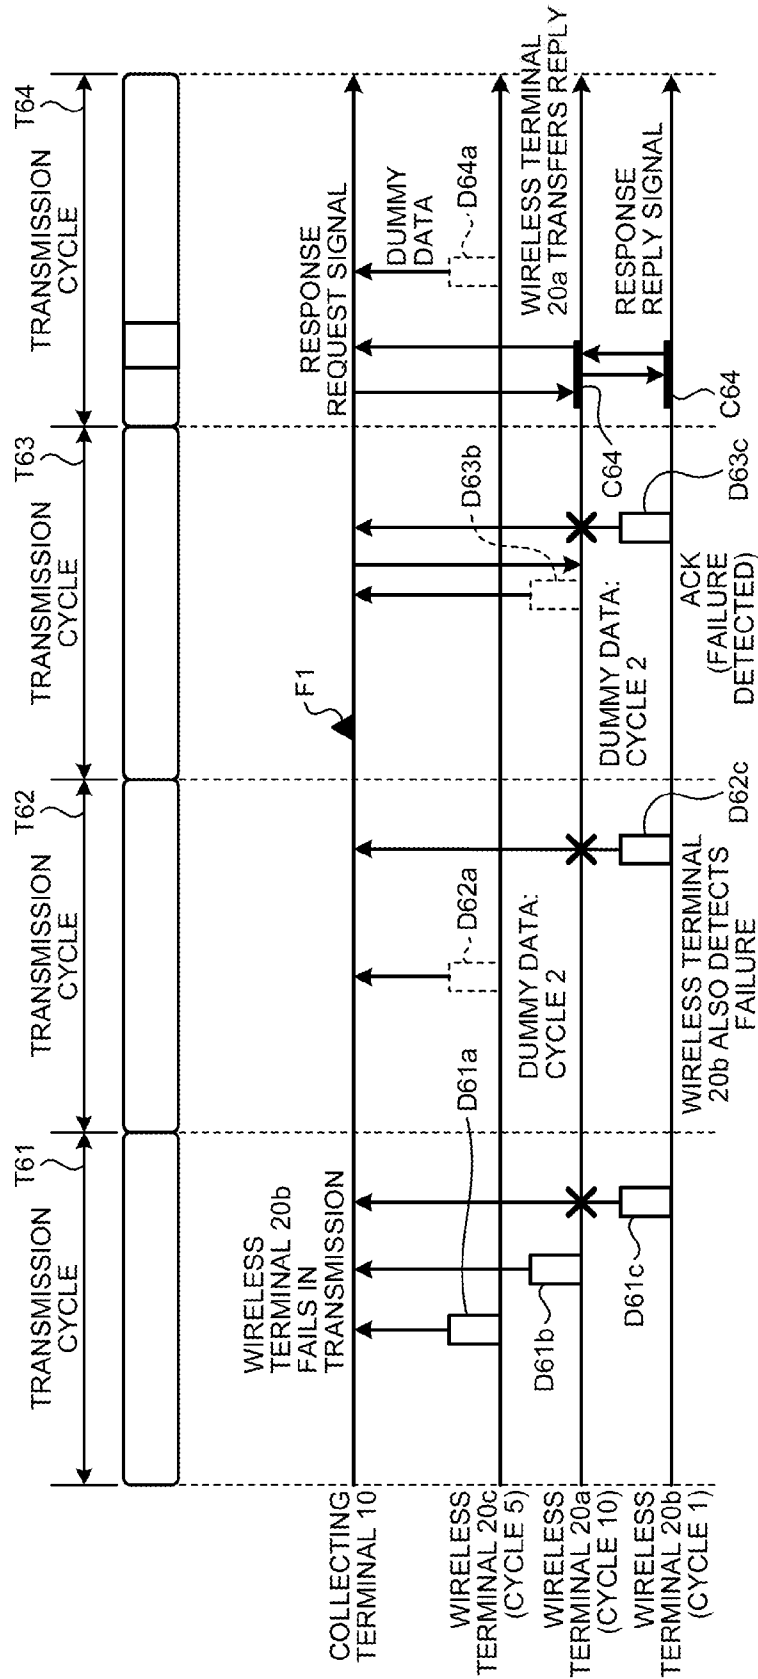 T61
T62
T63
T64
TRANSMISSION
CYCLE
TRANSMISSION
CYCLE
TRANSMISSION
CYCLE
TRANSMISSION
CYCLE
COLLECTING
TERMINAL 10
WIRELESS
TERMINAL 20b
FAILS IN
TRANSMISSION
F1
RESPONSE
REQUEST SIGNAL
DUMMY
DATA
WIRELESS
TERMINAL 20c
(CYCLE 5)
D61a
D62a
D63b
D64a
WIRELESS
TERMINAL 20a
(CYCLE 10)
D61b
DUMMY DATA:
CYCLE 2
C64
WIRELESS TERMINAL
20a TRANSFERS REPLY
WIRELESS
TERMINAL 20b
(CYCLE 1)
D61c
DUMMY DATA:
CYCLE 2
RESPONSE
REPLY SIGNAL
WIRELESS TERMINAL
20b ALSO DETECTS
FAILURE
D62c
ACK
(FAILURE
DETECTED)
D63c
C64